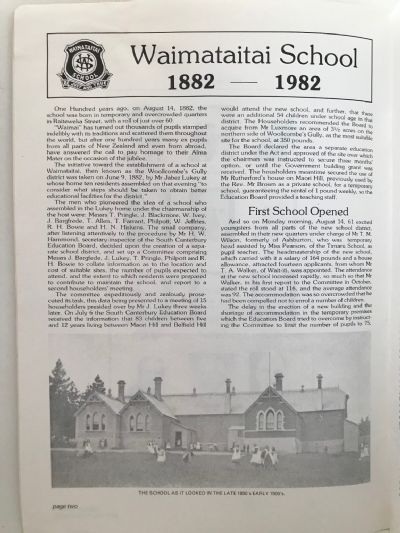 WAIMATAITAI
SCHOOL
Waimataitai School
1882 — 1982
One Hundred years ago, on August 14, 1882, the
school was born in temporary and overcrowded quarters
in Raiteweka Street, with a roll of just over 60.
"Waimat" has turned out thousands of pupils stamped
indelibly with its traditions and scattered them throughout
the world, but after one hundred years many ex-pupils
from all parts of New Zealand and even from abroad,
have answered the call to pay homage to their Alma
Mater on the occasion of the jubilee.
The initiative toward the establishment of a school at
Waimataitai, then known as the Woollcombe's Gully
district was taken on June 9, 1882, by Mr Jabez Lukey at
whose home ten residents assembled on that evening "to
consider what steps should be taken to obtain better
educational facilities for the district."
The men who pioneered the idea of a school who
assembled in the Lukey home under the chairmanship of
the host were: Messrs T. Pringle, J. Blackmore, W. Ivey,
J. Bargfrede, T. Allen, T. Farrant, Philpott, W. Jeffries,
R. H. Bowie and H. N. Hiskens. The small company,
after listening attentively to the procedure by Mr H. W.
Hammond, secretary-inspector of the South Canterbury
Education Board, decided upon the creation of a sepa-
rate school district, and set up a Committee comprising
Messrs J. Bargfrede, J. Lukey, T. Pringle, Philpott and R.
H. Bowie to collate information as to the location and
cost of suitable sites, the number of pupils expected to
attend, and the extent to which residents were prepared
to contribute to maintain the school, and report to a
second householders' meeting.
The committee expeditiously and zealously prose-
cuted its task, this data being presented to a meeting of 15
householders presided over by Mr J. Lukey three weeks
later. On July 6 the South Canterbury Education Board
received the information that 83 children between five
and 12 years living between Maori Hill and Belfield Hill
would attend the new school, and further, that there
were an additional 54 children under school age in the
district. The Householders recommended the Board to
acquire from Mr Luxmore an area of 3½ acres on the
northern side of Woollcombe's Gully, as the most suitable
site for the school, at 350 pounds.
The Board declared the area a separate education
district under the Act and approved of the site over which
the chairman was instructed to secure three months'
option, or until the Government building grant was
received. The housholders meantime secured the use of
Mr Rutherford's house on Maori Hill, previously used by
the Rev. Mr Brown as a private school, for a temporary
school, guaranteeing the rental of 1 pound weekly, so the
Education Board provided a teaching staff.
First School Opened
And so on Monday morning, August 14, 61 excited
youngsters from all parts of the new school district,
assembled in their new quarters under charge of Mr T. M.
Wilson, formerly of Ashburton, who was temporary
head assisted by Miss Pearson, of the Timaru School, as
pupil teacher. The headmastership of the new school,
which carried with it a salary of 164 pounds and a house
allowance, attracted fourteen applicants, from whom Mr
T. A. Walker, of Wait-iti, was appointed. The attendance
at the new school increased rapidly, so much so that Mr
Walker, in his first report to the Committee in October,
stated the roll stood at 116, and the average attendance
was 92. The accommodation was so overcrowded that he
had been compelled not to enrol a number of children.
The delay in the erection of a new building and the
shortage of accommodation in the temporary premises
which the Education Board tried to overcome by instruct-
ing the Committee to limit the number of pupils to 75,
THE SCHOOL AS IT LOOKED IN THE LATE 1800's EARLY 1900's.
page two